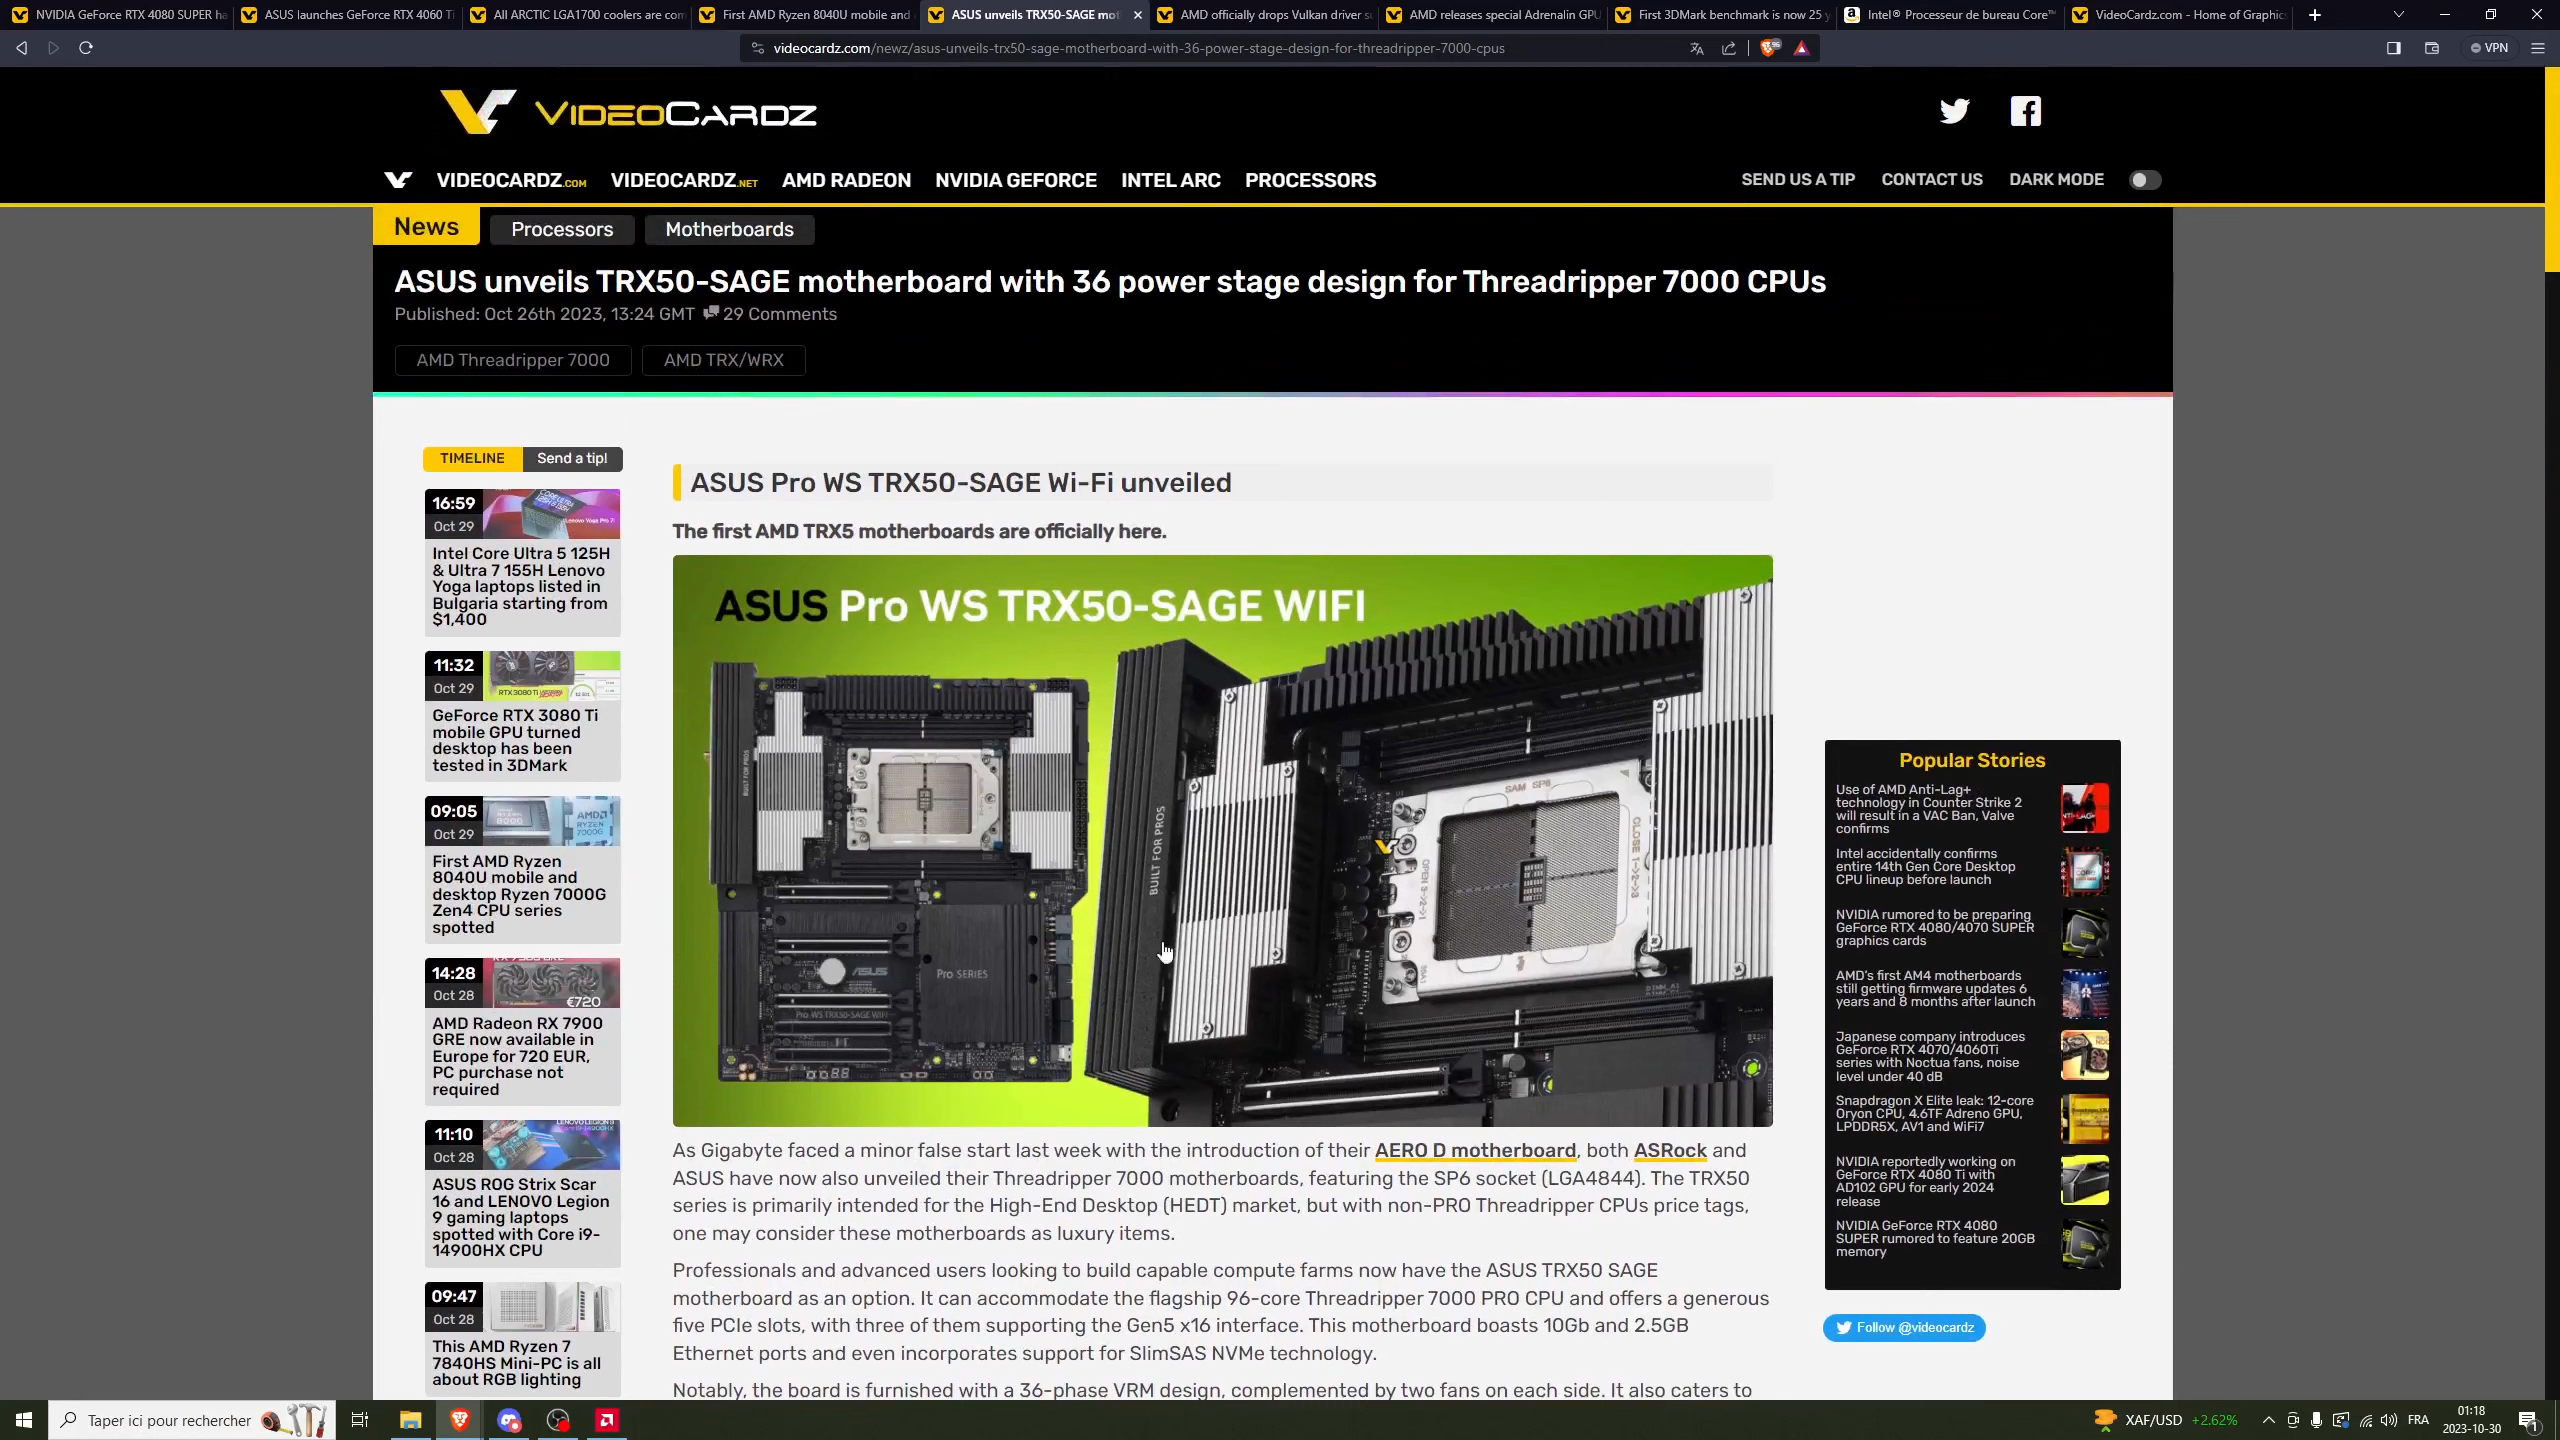 NVIDIA GeForce RTX 4080 SUPER ha
ASUS launches GeForce RTX 4060 Ti
All ARCTIC LGA1700 coolers are com
First AMD Ryzen 8040U mobile and
ASUS unveils TRX50-SAGE mot
AMD officially drops Vulkan driver su
AMD releases special Adrenalin GPU
First 3DMark benchmark is now 25 y
Intel® Processeur de bureau Core™
VideoCardz.com - Home of Graphic
videocardz.com/newz/asus-unveils-trx50-sage-motherboard-with-36-power-stage-design-for-threadripper-7000-cpus
VPN
VIDEOCARDZ
VIDEOCARDZ.COM VIDEOCARDZ.NET AMD RADEON NVIDIA GEFORCE INTEL ARC PROCESSORS
SEND US A TIP CONTACT US DARK MODE
News Processors Motherboards
ASUS unveils TRX50-SAGE motherboard with 36 power stage design for Threadripper 7000 CPUs
Published: Oct 26th 2023, 13:24 GMT 29 Comments
AMD Threadripper 7000 AMD TRX/WRX
TIMELINE Send a tip!
16:59
Oct 29
Intel Core Ultra 5 125H
& Ultra 7 155H Lenovo
Yoga laptops listed in
Bulgaria starting from
$1,400
11:32
Oct 29
RTX 3080 Ti
GeForce RTX 3080 Ti
mobile GPU turned
desktop has been
tested in 3DMark
09:05
Oct 29
AMD
RYZEN
7000G
First AMD Ryzen
8040U mobile and
desktop Ryzen 7000G
Zen4 CPU series
spotted
14:28
Oct 28
€720
AMD Radeon RX 7900
GRE now available in
Europe for 720 EUR,
PC purchase not
required
11:10
Oct 28
ASUS ROG Strix Scar
16 and LENOVO Legion
9 gaming laptops
spotted with Core i9-
14900HX CPU
09:47
Oct 28
This AMD Ryzen 7
7840HS Mini-PC is all
about RGB lighting
ASUS Pro WS TRX50-SAGE Wi-Fi unveiled
The first AMD TRX5 motherboards are officially here.
ASUS Pro WS TRX50-SAGE WIFI
BUILT FOR PROS
ASUS
Pro SERIES
Pro WS TRX50-SAGE WIFI
BUILT FOR PROS
SAM SP6
OPEN 3->2->1
CLOSE 1->2->3
As Gigabyte faced a minor false start last week with the introduction of their AERO D motherboard, both ASRock and
ASUS have now also unveiled their Threadripper 7000 motherboards, featuring the SP6 socket (LGA4844). The TRX50
series is primarily intended for the High-End Desktop (HEDT) market, but with non-PRO Threadripper CPUs price tags,
one may consider these motherboards as luxury items.
Professionals and advanced users looking to build capable compute farms now have the ASUS TRX50 SAGE
motherboard as an option. It can accommodate the flagship 96-core Threadripper 7000 PRO CPU and offers a generous
five PCIe slots, with three of them supporting the Gen5 x16 interface. This motherboard boasts 10Gb and 2.5GB
Ethernet ports and even incorporates support for SlimSAS NVMe technology.
Notably, the board is furnished with a 36-phase VRM design, complemented by two fans on each side. It also caters to
Popular Stories
Use of AMD Anti-Lag+
technology in Counter Strike 2
will result in a VAC Ban, Valve
confirms
Intel accidentally confirms
entire 14th Gen Core Desktop
CPU lineup before launch
NVIDIA rumored to be preparing
GeForce RTX 4080/4070 SUPER
graphics cards
AMD's first AM4 motherboards
still getting firmware updates 6
years and 8 months after launch
Japanese company introduces
GeForce RTX 4070/4060Ti
series with Noctua fans, noise
level under 40 dB
Snapdragon X Elite leak: 12-core
Oryon CPU, 4.6TF Adreno GPU,
LPDDR5X, AV1 and WiFi7
NVIDIA reportedly working on
GeForce RTX 4080 Ti with
AD102 GPU for early 2024
release
NVIDIA GeForce RTX 4080
SUPER rumored to feature 20GB
memory
Follow @videocardz
Taper ici pour rechercher
XAF/USD +2.62%
FRA
01:18
2023-10-30
1